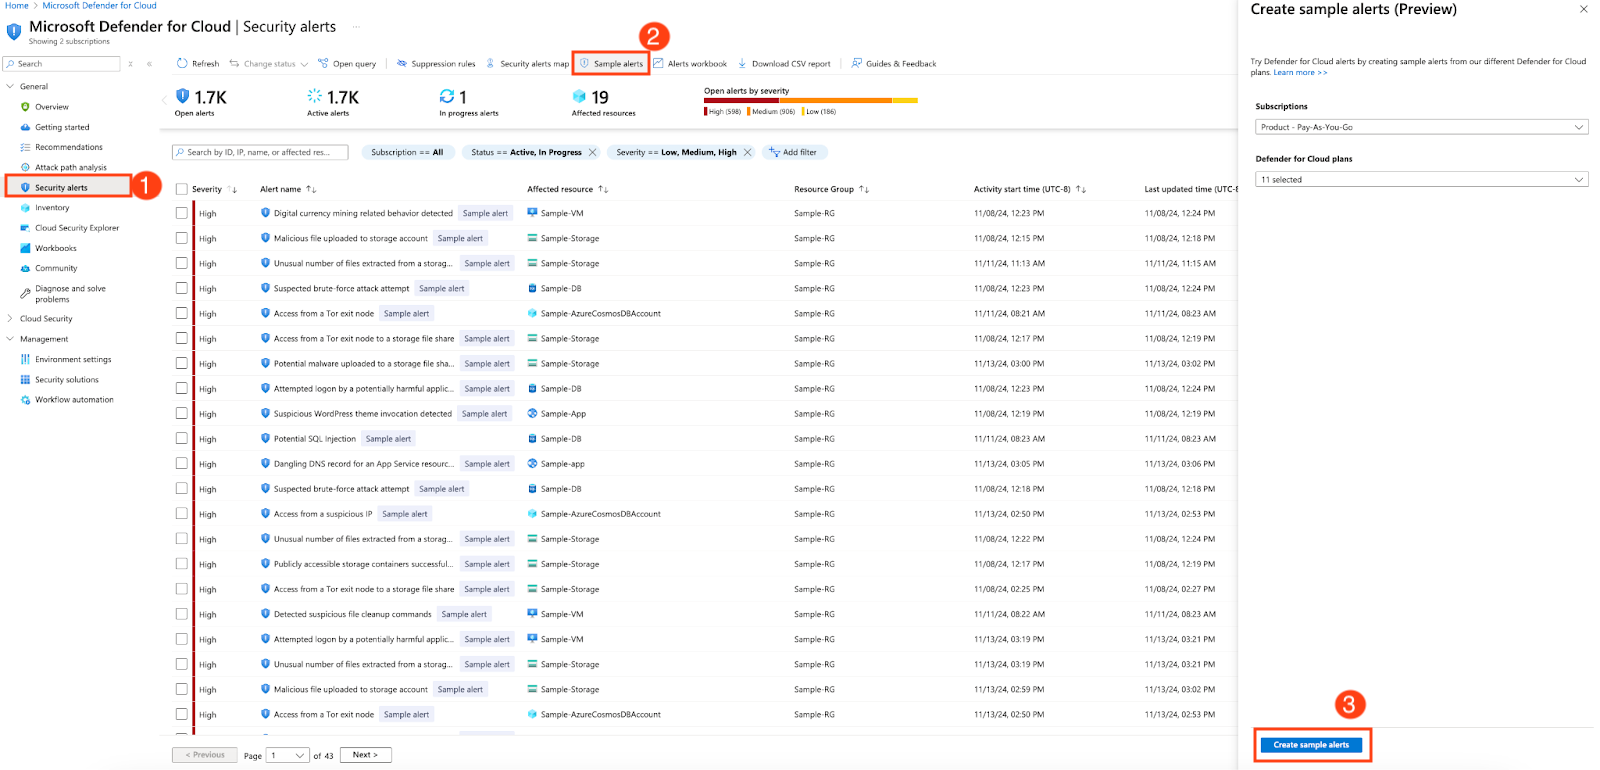 Home > Microsoft Defender for Cloud
Microsoft Defender for Cloud | Security alerts ...
Showing 2 subscriptions
Search
General
Overview
Getting started
Recommendations
Attack path analysis
Security alerts
1
Inventory
Cloud Security Explorer
Workbooks
Community
Diagnose and solve
problems
Cloud Security
Management
Environment settings
Security solutions
Workflow automation
2
Refresh Change status Open query Suppression rules Security alerts map Sample alerts Alerts workbook Download CSV report Guides & Feedback
1.7K 1.7K 1 19
Open alerts Active alerts In progress alerts Affected resources
Open alerts by severity
High (598) Medium (906) Low (186)
Search by ID, IP, name, or affected res... Subscription == All Status == Active, In Progress Severity == Low, Medium, High Add filter
Severity Alert name Affected resource Resource Group Activity start time (UTC-8) Last updated time (UTC-8
High Digital currency mining related behavior detected Sample alert Sample-VM Sample-RG 11/08/24, 12:23 PM 11/08/24, 12:24 PM
High Malicious file uploaded to storage account Sample alert Sample-Storage Sample-RG 11/08/24, 12:15 PM 11/08/24, 12:18 PM
High Unusual number of files extracted from a storag... Sample alert Sample-Storage Sample-RG 11/11/24, 11:13 AM 11/11/24, 11:15 AM
High Suspected brute-force attack attempt Sample alert Sample-DB Sample-RG 11/08/24, 12:23 PM 11/08/24, 12:24 PM
High Access from a Tor exit node Sample alert Sample-AzureCosmosDBAccount Sample-RG 11/11/24, 08:21 AM 11/11/24, 08:23 AM
High Access from a Tor exit node to a storage file share Sample alert Sample-Storage Sample-RG 11/08/24, 12:17 PM 11/08/24, 12:19 PM
High Potential malware uploaded to a storage file sha... Sample alert Sample-Storage Sample-RG 11/13/24, 03:00 PM 11/13/24, 03:02 PM
High Attempted logon by a potentially harmful applic... Sample alert Sample-DB Sample-RG 11/08/24, 12:23 PM 11/08/24, 12:24 PM
High Suspicious WordPress theme invocation detected Sample alert Sample-App Sample-RG 11/08/24, 12:19 PM 11/08/24, 12:19 PM
High Potential SQL Injection Sample alert Sample-DB Sample-RG 11/11/24, 08:23 AM 11/11/24, 08:23 AM
High Dangling DNS record for an App Service resourc... Sample alert Sample-app Sample-RG 11/13/24, 03:05 PM 11/13/24, 03:06 PM
High Suspected brute-force attack attempt Sample alert Sample-DB Sample-RG 11/08/24, 12:18 PM 11/08/24, 12:18 PM
High Access from a suspicious IP Sample alert Sample-AzureCosmosDBAccount Sample-RG 11/13/24, 02:50 PM 11/13/24, 02:53 PM
High Unusual number of files extracted from a storag... Sample alert Sample-Storage Sample-RG 11/08/24, 12:22 PM 11/08/24, 12:24 PM
High Publicly accessible storage containers successful... Sample alert Sample-Storage Sample-RG 11/08/24, 12:17 PM 11/08/24, 12:19 PM
High Access from a Tor exit node to a storage file share Sample alert Sample-Storage Sample-RG 11/13/24, 02:25 PM 11/13/24, 02:27 PM
High Detected suspicious file cleanup commands Sample alert Sample-VM Sample-RG 11/11/24, 08:22 AM 11/11/24, 08:23 AM
High Attempted logon by a potentially harmful applic... Sample alert Sample-VM Sample-RG 11/13/24, 03:19 PM 11/13/24, 03:21 PM
High Unusual number of files extracted from a storag... Sample alert Sample-Storage Sample-RG 11/13/24, 03:19 PM 11/13/24, 03:21 PM
High Malicious file uploaded to storage account Sample alert Sample-Storage Sample-RG 11/13/24, 02:59 PM 11/13/24, 03:02 PM
High Access from a Tor exit node Sample alert Sample-AzureCosmosDBAccount Sample-RG 11/13/24, 02:50 PM 11/13/24, 02:53 PM
< Previous Page 1 of 43 Next >
Create sample alerts (Preview)
Try Defender for Cloud alerts by creating sample alerts from our different Defender for Cloud
plans. Learn more >>
Subscriptions
Product - Pay-As-You-Go
Defender for Cloud plans
11 selected
3
Create sample alerts